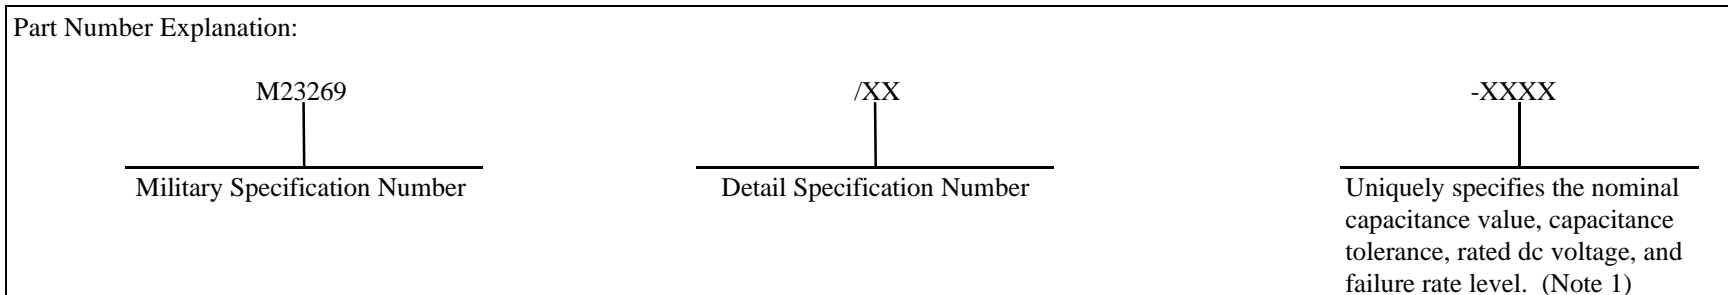 Part Number Explanation:
M23269 /XX -XXXX
Military Specification Number Detail Specification Number Uniquely specifies the nominal
capacitance value, capacitance
tolerance, rated dc voltage, and
failure rate level. (Note 1)